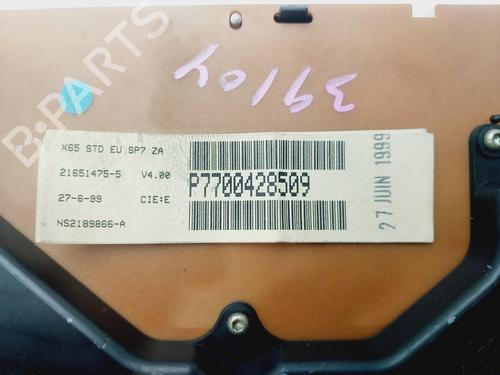 B-PARTS
3910Y
X65 STD EU SP7 ZA
21651475-5 V4.00
27-6-99 CIE:E
NS2189866-A
P7700428509
27 JUIN 1999